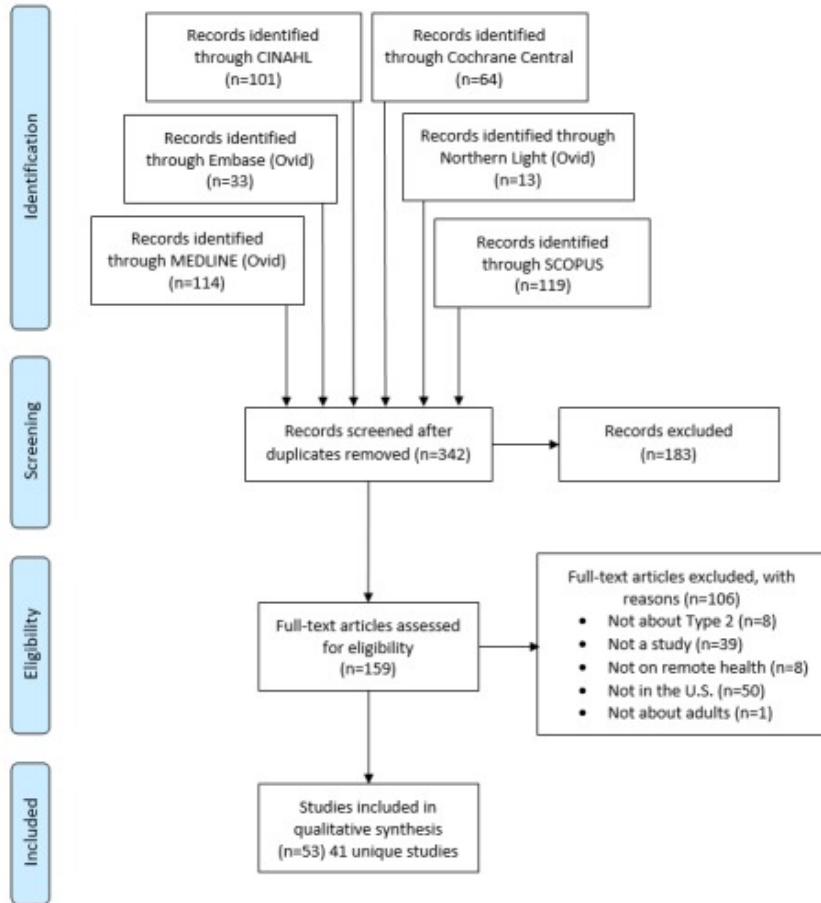 Identification
Records identified
through CINAHL
(n=101)
Records identified
through Cochrane Central
(n=64)
Records identified
through Embase (Ovid)
(n=33)
Records identified through
Northern Light (Ovid)
(n=13)
Records identified
through MEDLINE (Ovid)
(n=114)
Records identified
through SCOPUS
(n=119)
Screening
Records screened after
duplicates removed (n=342)
Records excluded
(n=183)
Eligibility
Full-text articles assessed
for eligibility
(n=159)
Full-text articles excluded, with
reasons (n=106)
• Not about Type 2 (n=8)
• Not a study (n=39)
• Not on remote health (n=8)
• Not in the U.S. (n=50)
• Not about adults (n=1)
Included
Studies included in
qualitative synthesis
(n=53) 41 unique studies